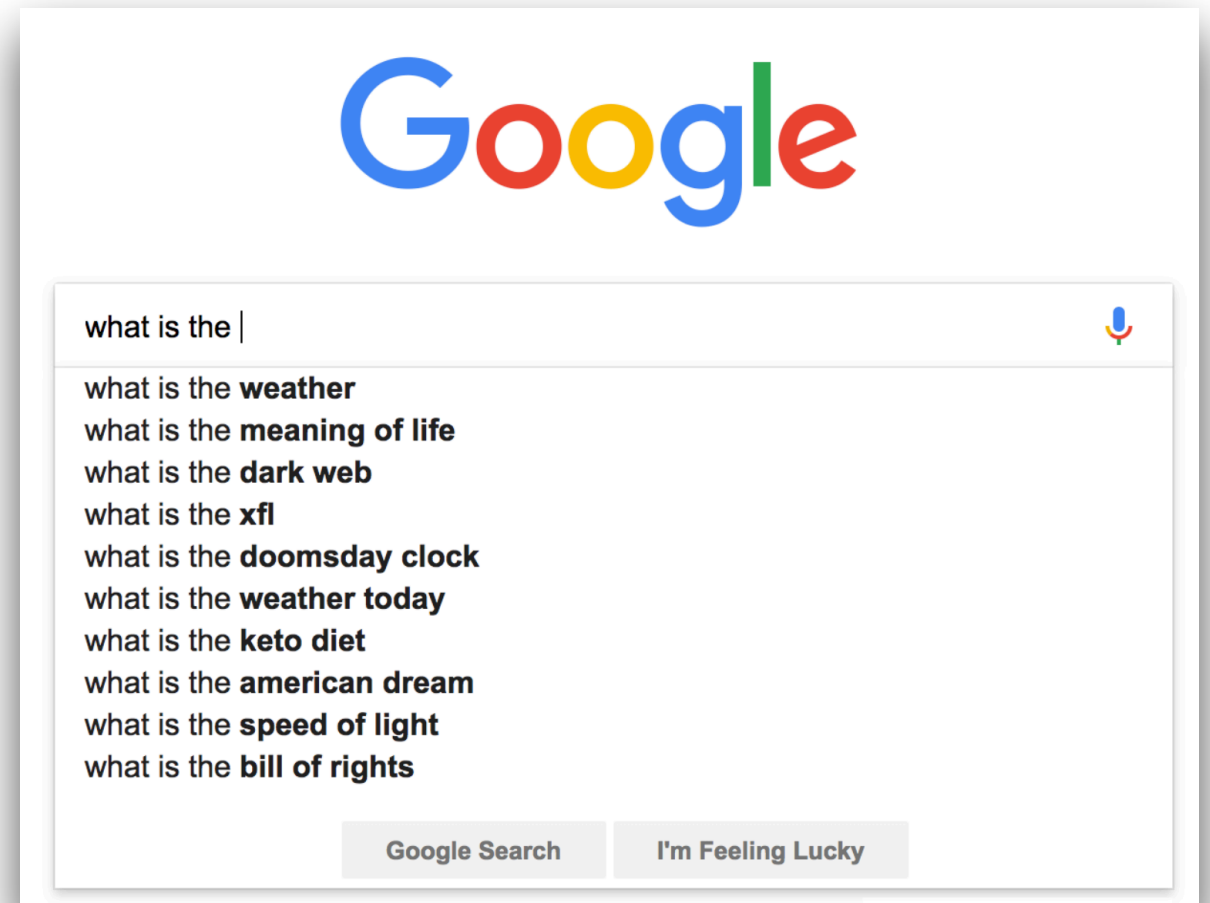 Google
what is the
what is the weather
what is the meaning of life
what is the dark web
what is the xfl
what is the doomsday clock
what is the weather today
what is the keto diet
what is the american dream
what is the speed of light
what is the bill of rights
Google Search I'm Feeling Lucky